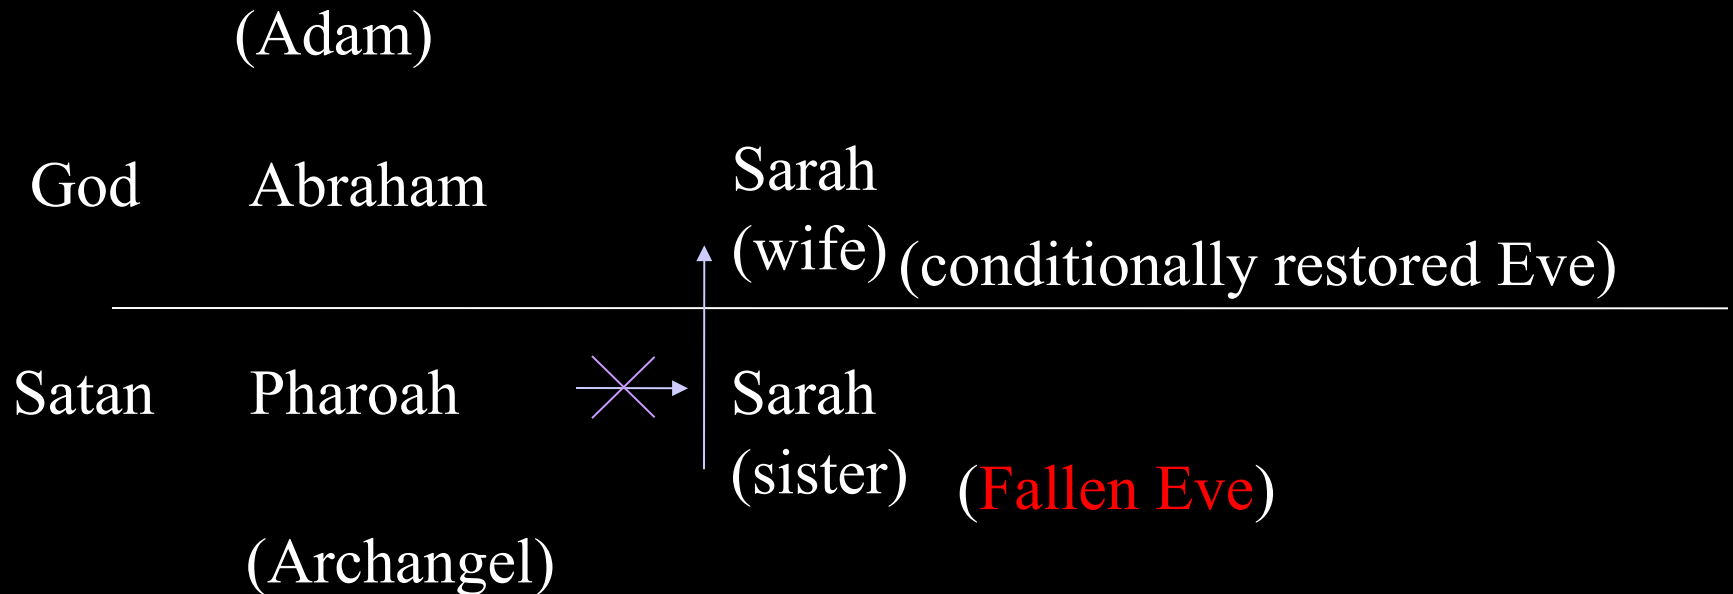 (Adam)
God Abraham Sarah
(wife) (conditionally restored Eve)
Satan Pharoah Sarah
(sister) (Fallen Eve)
(Archangel)